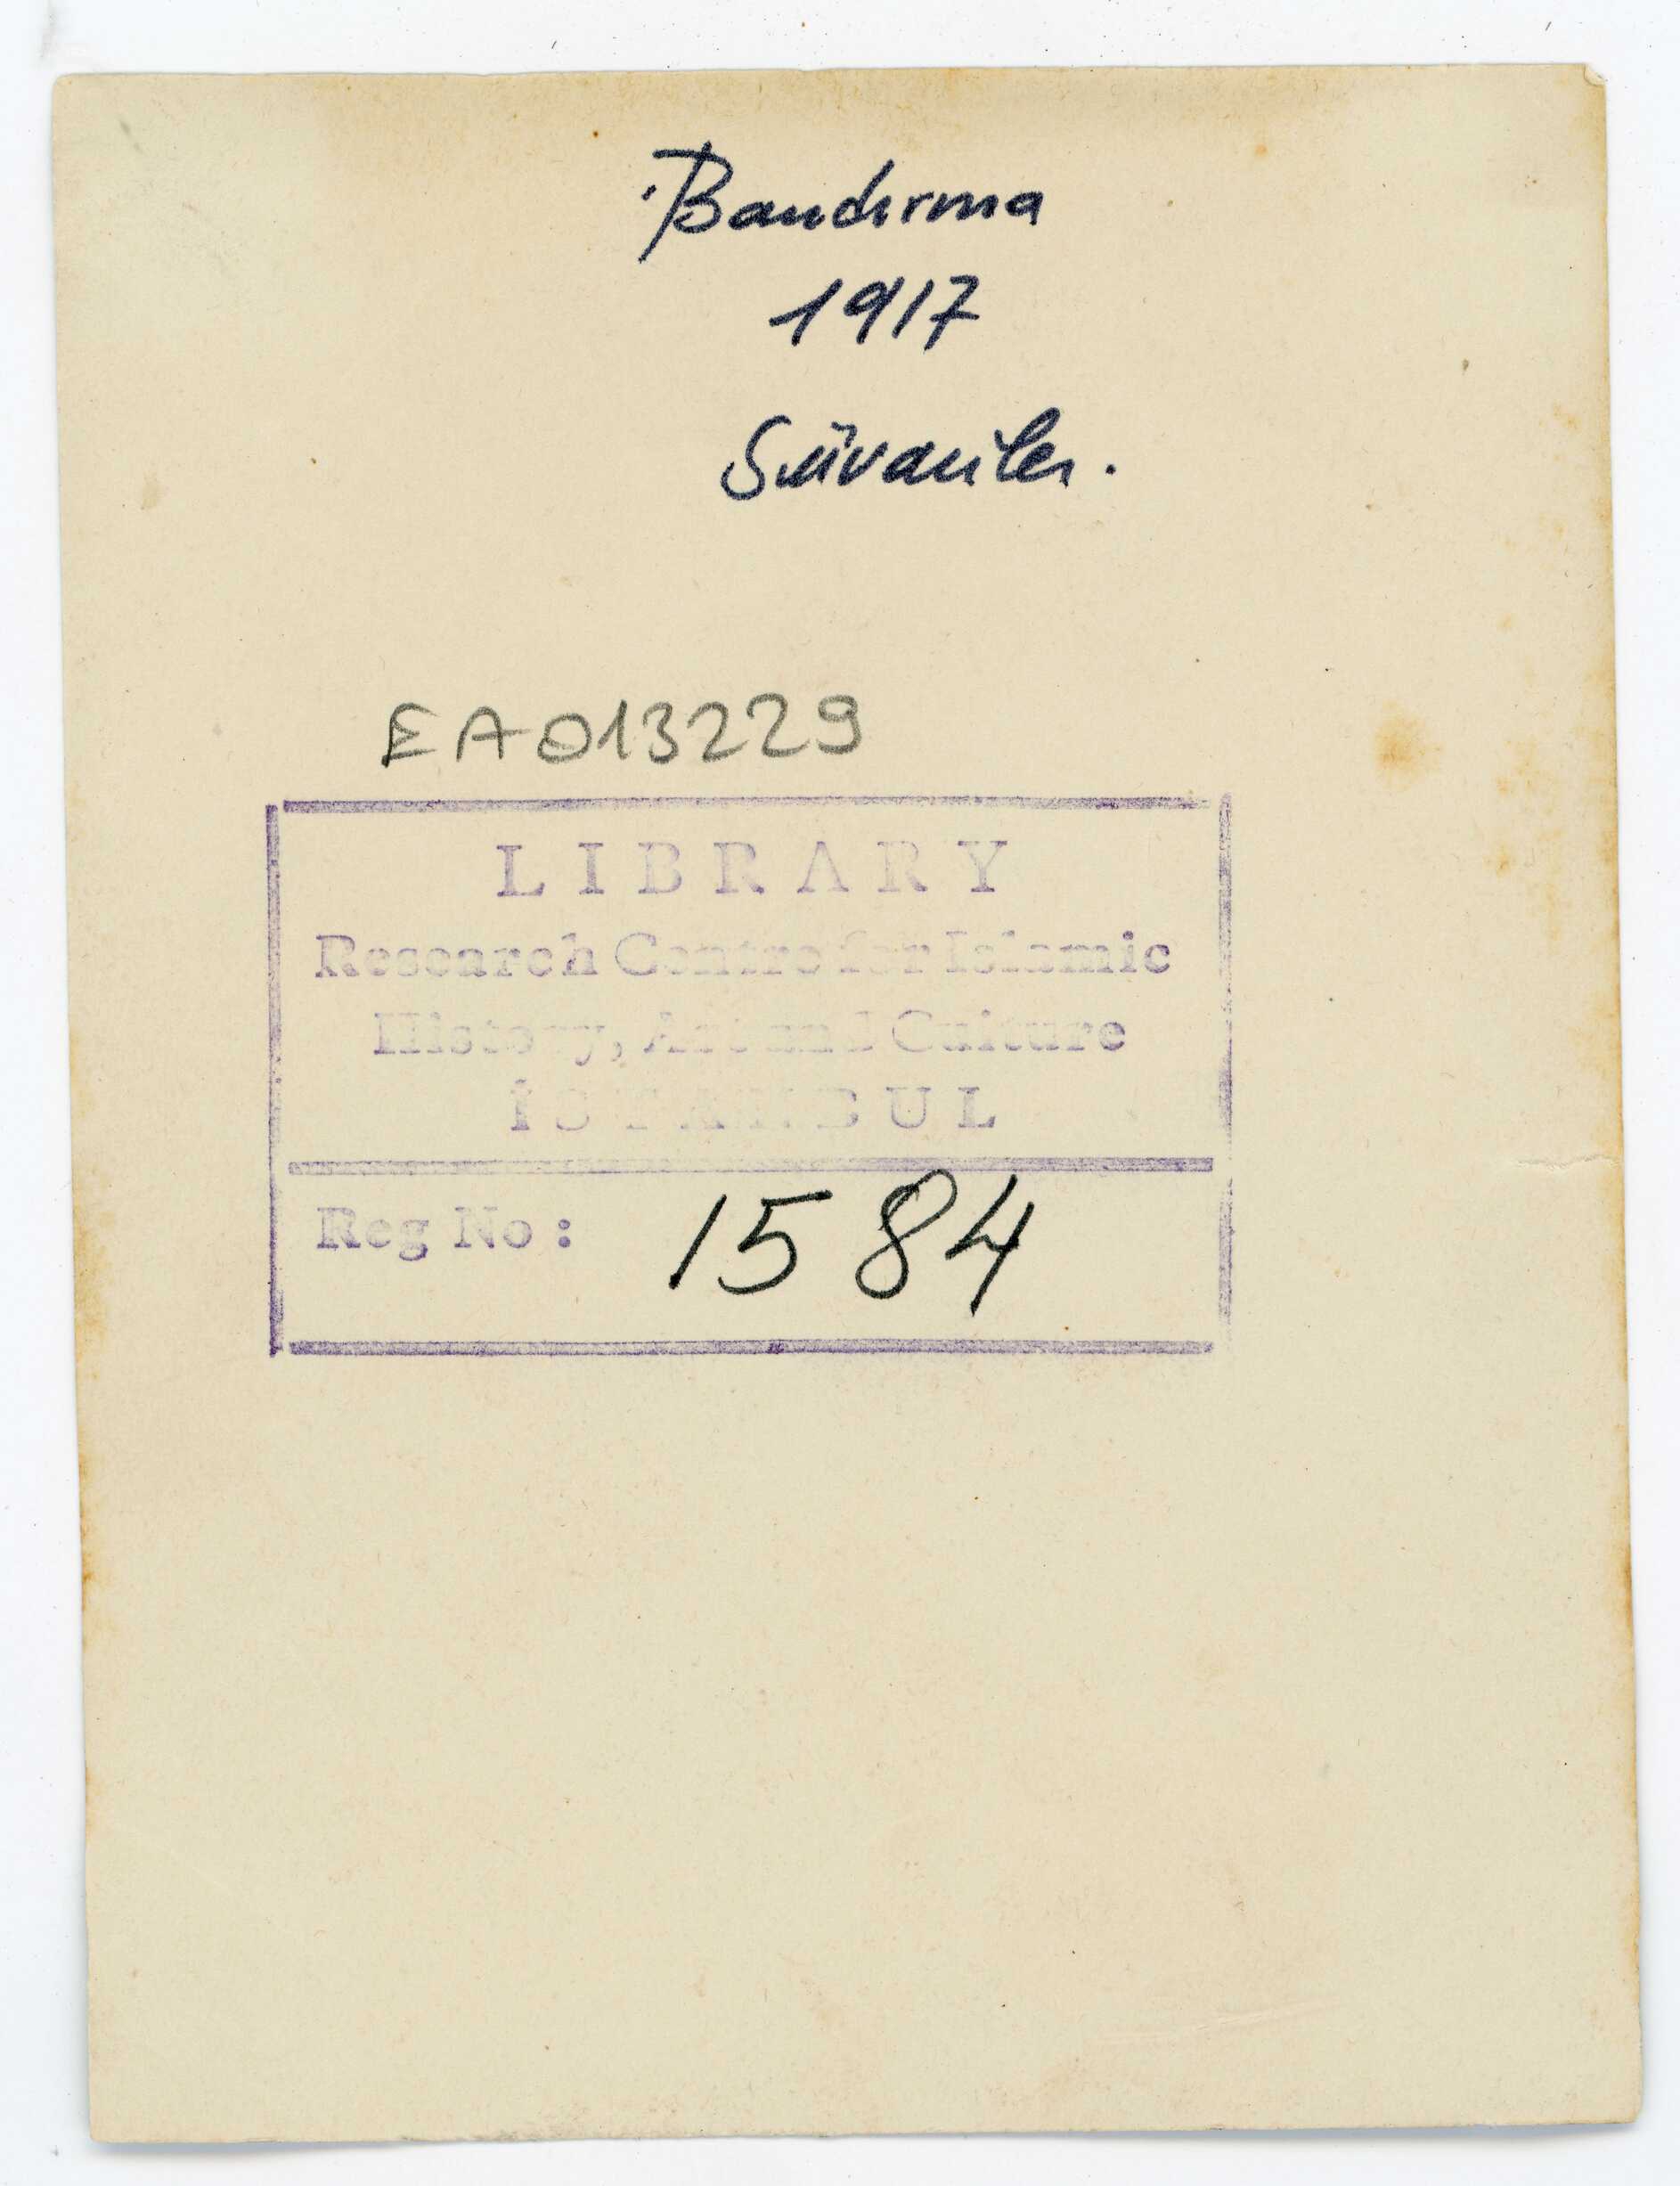 Bandırma
1917
Süvariler.
EA013229
LIBRARY
Research Centre for Islamic
History, Art and Culture
İSTANBUL
Reg No : 1584